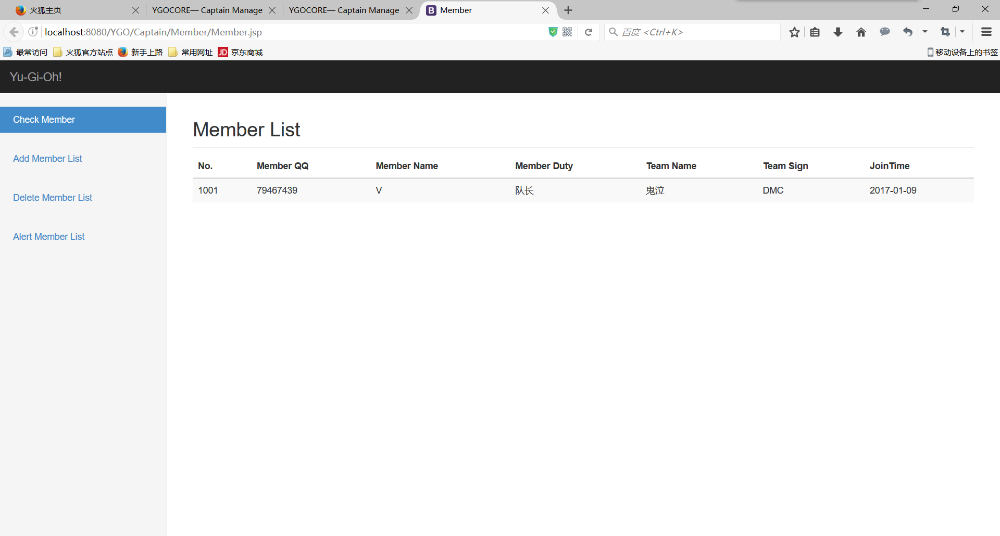 火狐主页 YGOCORE— Captain Manage YGOCORE— Captain Manage Member
localhost:8080/YGO/Captain/Member/Member.jsp 百度 <Ctrl+K>
最常访问 火狐官方站点 新手上路 常用网址 JD 京东商城 移动设备上的书签
Yu-Gi-Oh!
Check Member
Add Member List
Delete Member List
Alert Member List
Member List
No. Member QQ Member Name Member Duty Team Name Team Sign JoinTime
1001 79467439 V 队长 鬼泣 DMC 2017-01-09